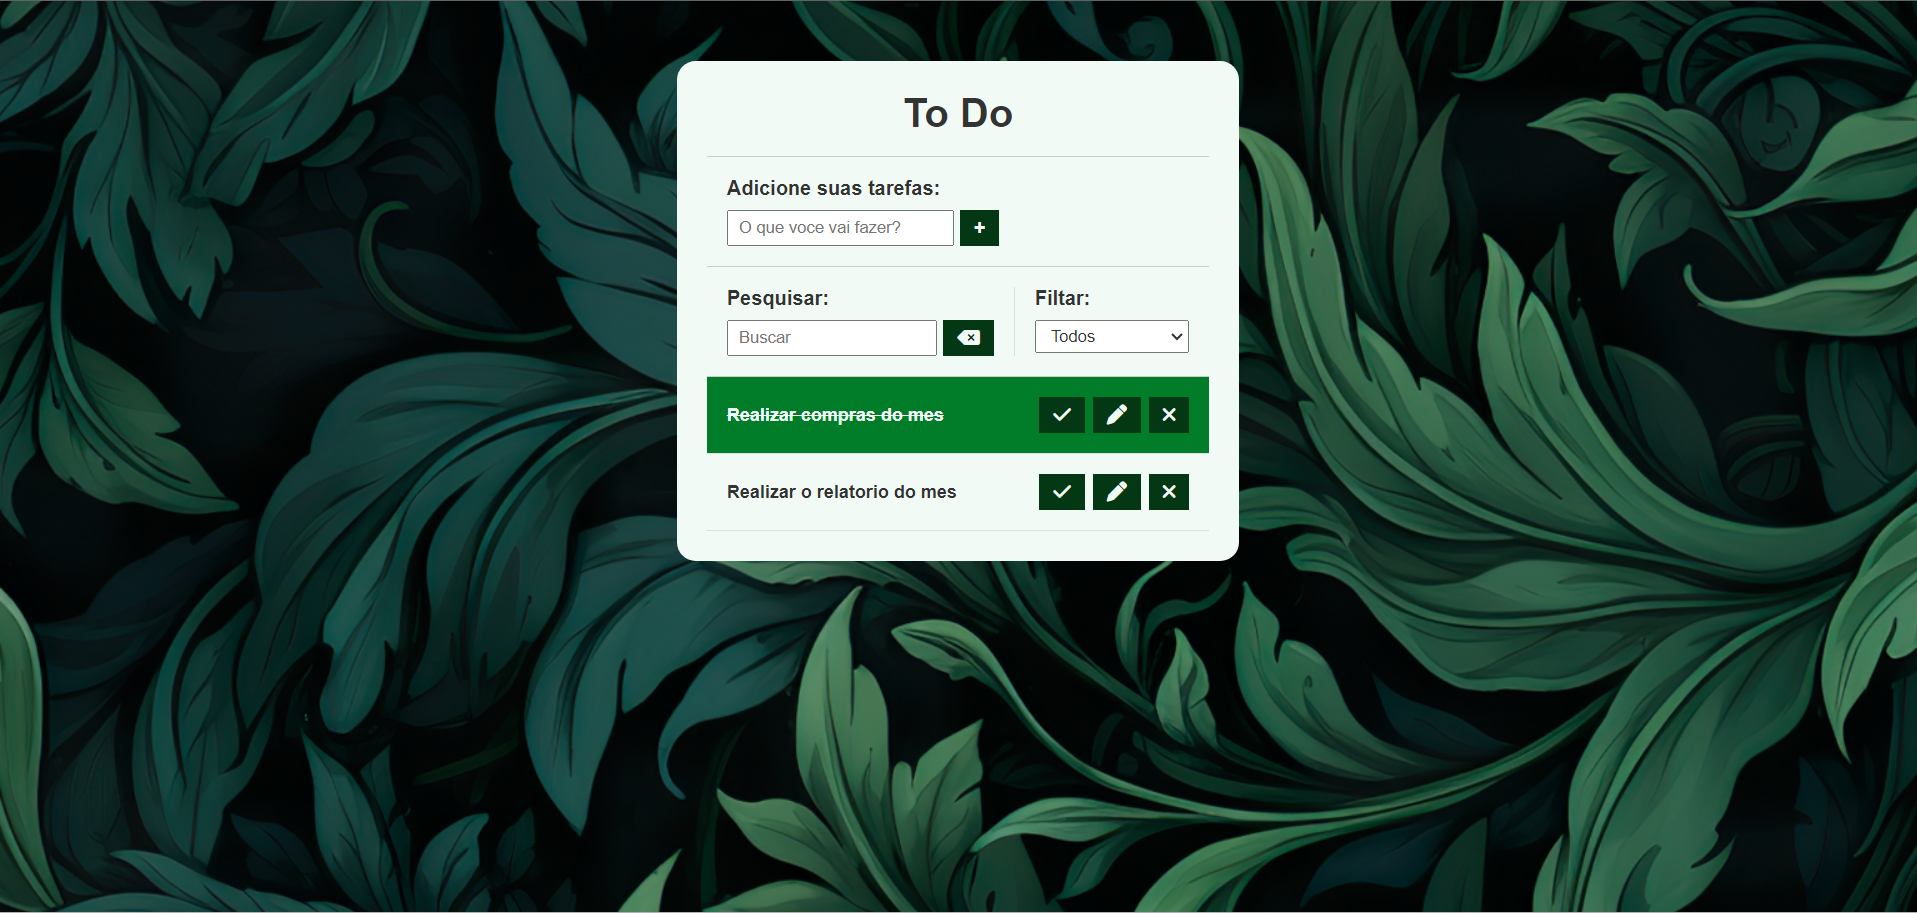 To Do
Adicione suas tarefas:
O que voce vai fazer?
Pesquisar:
Buscar
Filtar:
Todos
Realizar compras do mes
Realizar o relatorio do mes